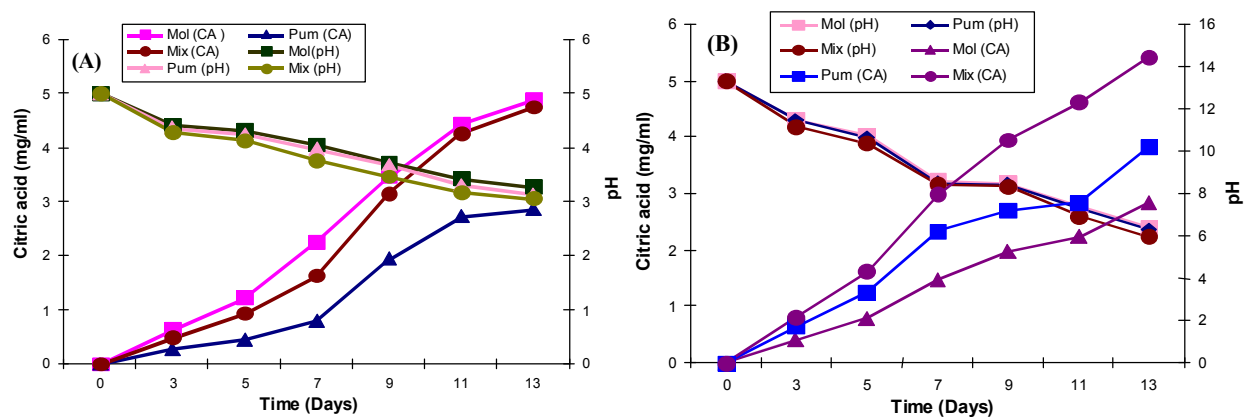 (A)
Mol (CA )
Pum (CA)
Mix (CA)
Mol(pH)
Pum (pH)
Mix (pH)
Citric acid (mg/ml)
6
5
4
3
2
1
0
pH
6
5
4
3
2
1
0
0 3 5 7 9 11 13
Time (Days)
(B)
Mol (pH)
Pum (pH)
Mix (pH)
Mol (CA)
Pum (CA)
Mix (CA)
Citric acid (mg/ml)
6
5
4
3
2
1
0
pH
16
14
12
10
8
6
4
2
0
0 3 5 7 9 11 13
Time (Days)